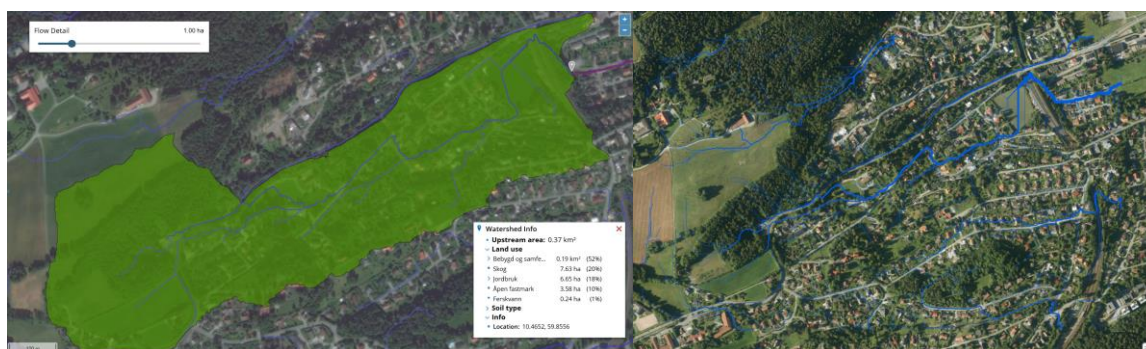 Flow Detail 1.00 ha
+
−
Watershed Info ×
Upstream area: 0.37 km²
Land use
Bebygd og samfe... 0.19 km² (52%)
Skog 7.63 ha (20%)
Jordbruk 6.65 ha (18%)
Åpen fastmark 3.58 ha (10%)
Ferskvann 0.24 ha (1%)
Soil type
Info
Location: 10.4652, 59.8556
100 m